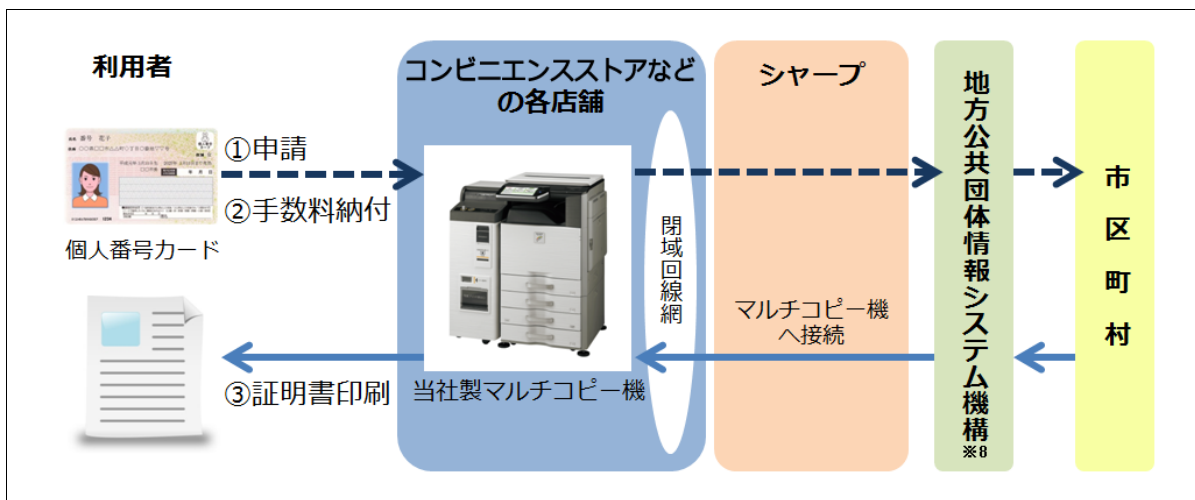 利用者
コンビニエンスストアなど
の各店舗
シャープ
地方公共団体情報システム機構
※8
市区町村
①申請
②手数料納付
個人番号カード
閉域回線網
マルチコピー機
へ接続
③証明書印刷
当社製マルチコピー機